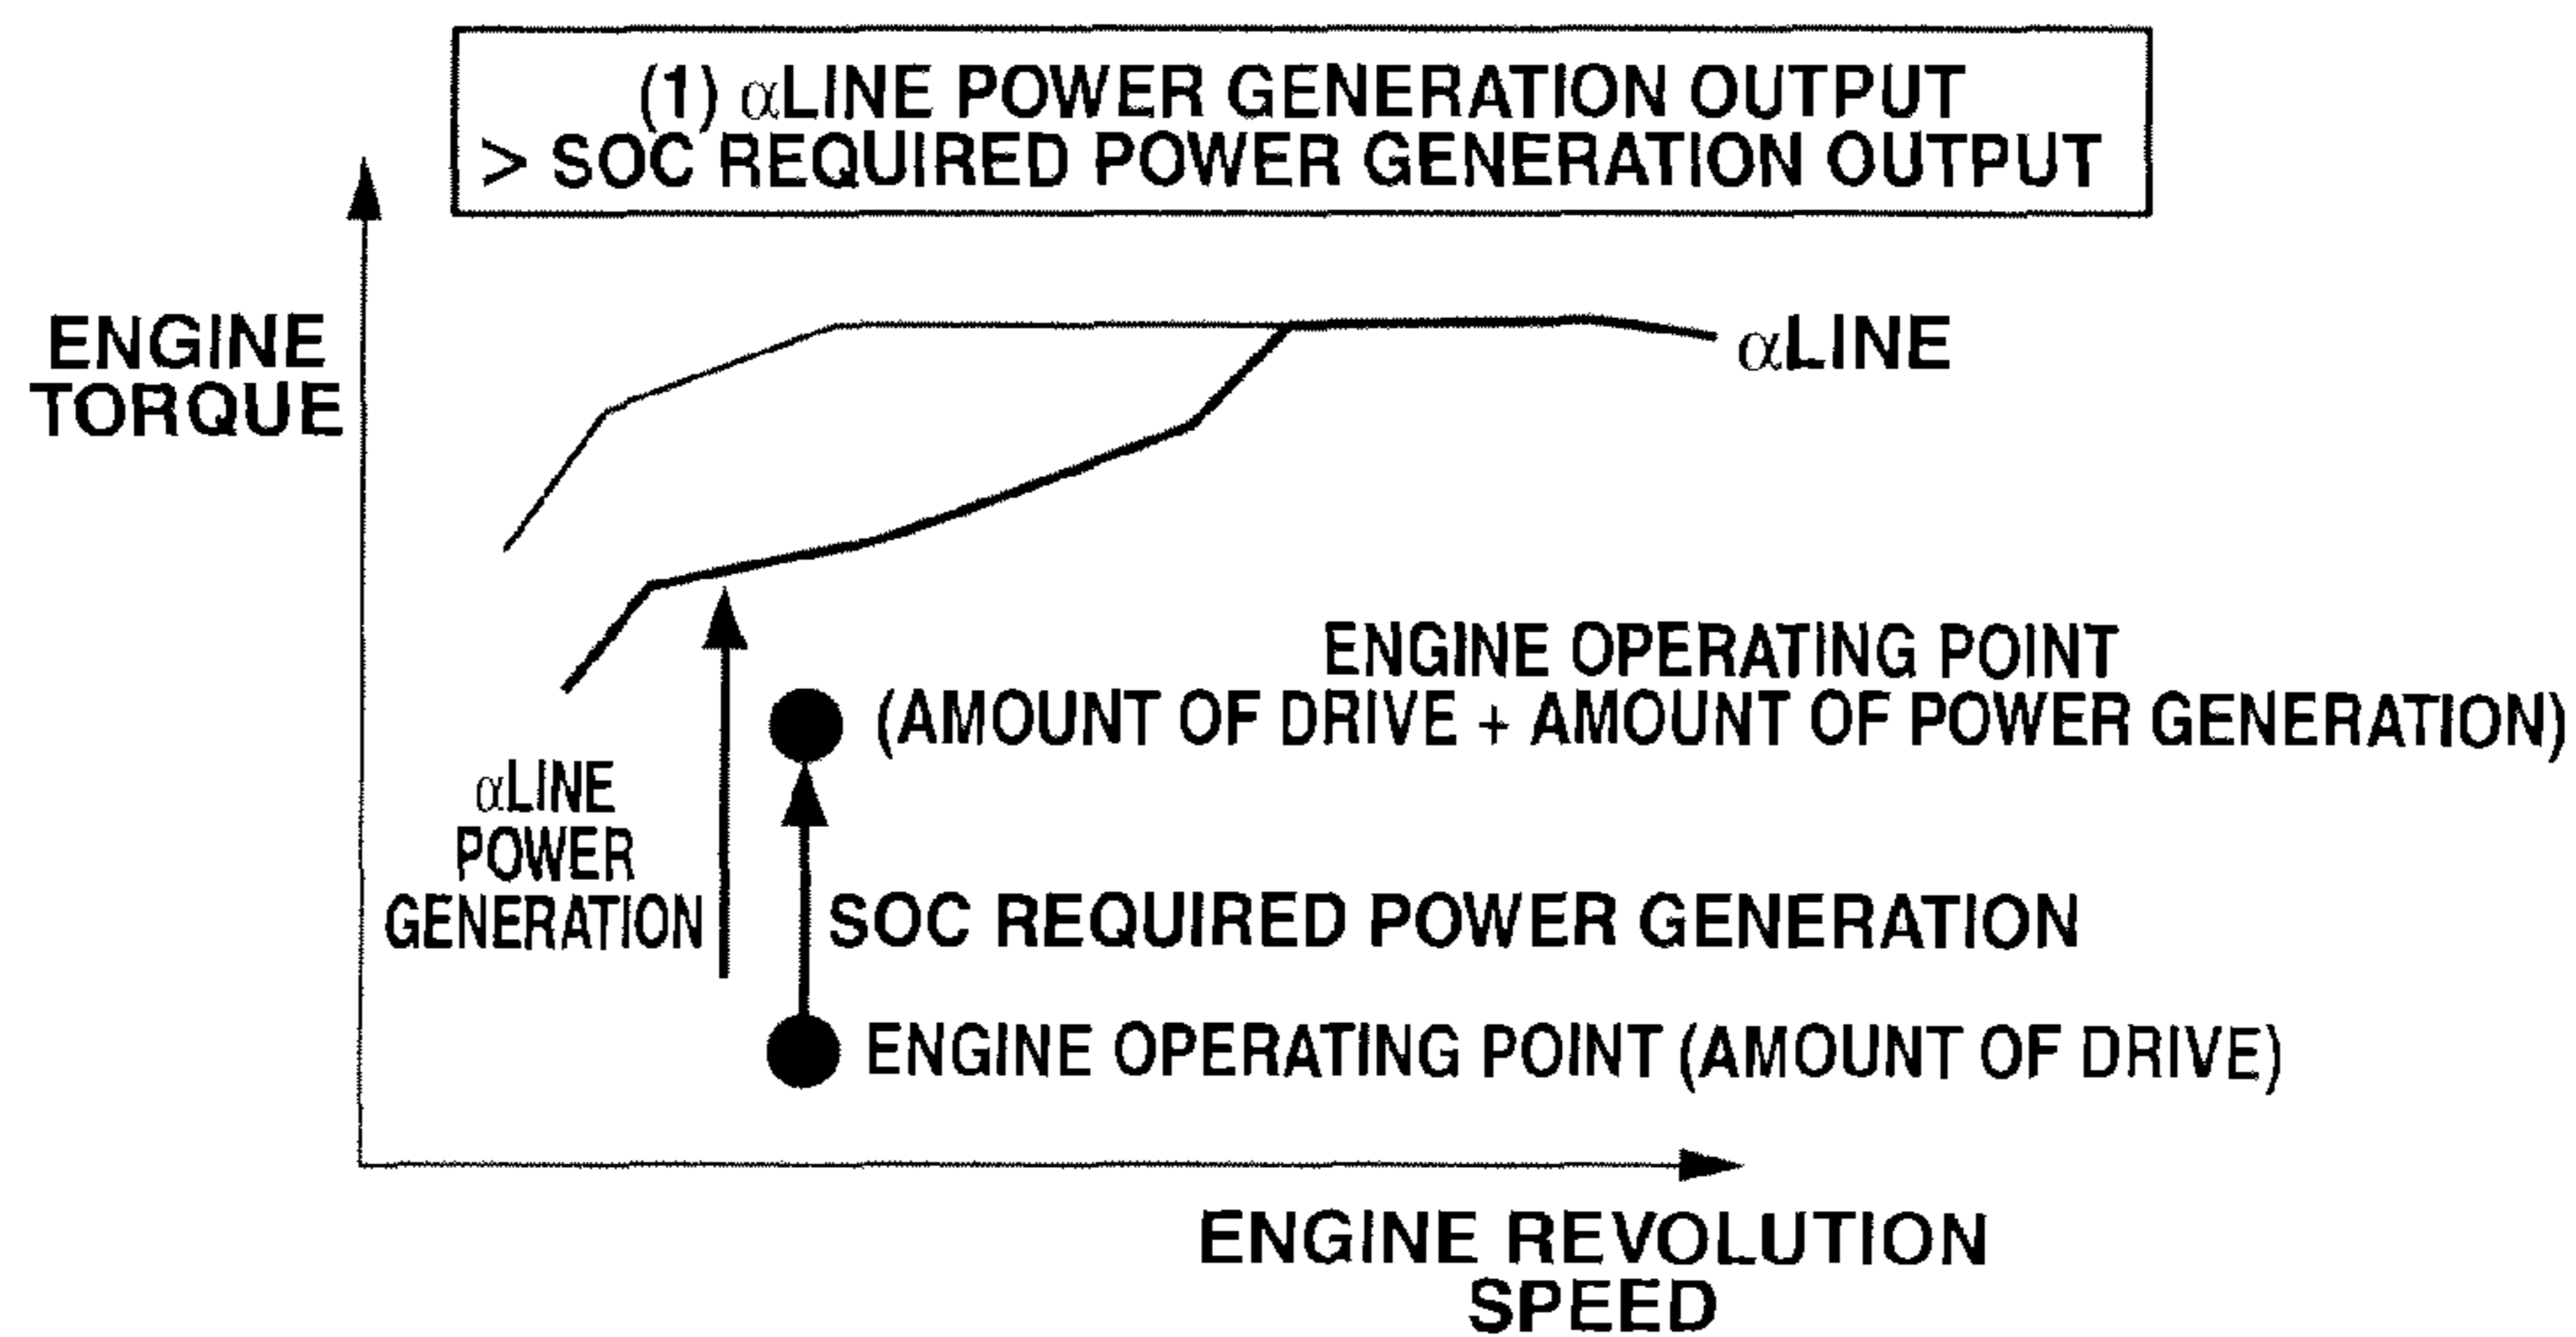 (1) αLINE POWER GENERATION OUTPUT
> SOC REQUIRED POWER GENERATION OUTPUT
ENGINE
TORQUE
αLINE
ENGINE OPERATING POINT
(AMOUNT OF DRIVE + AMOUNT OF POWER GENERATION)
αLINE
POWER
GENERATION
SOC REQUIRED POWER GENERATION
ENGINE OPERATING POINT (AMOUNT OF DRIVE)
ENGINE REVOLUTION
SPEED